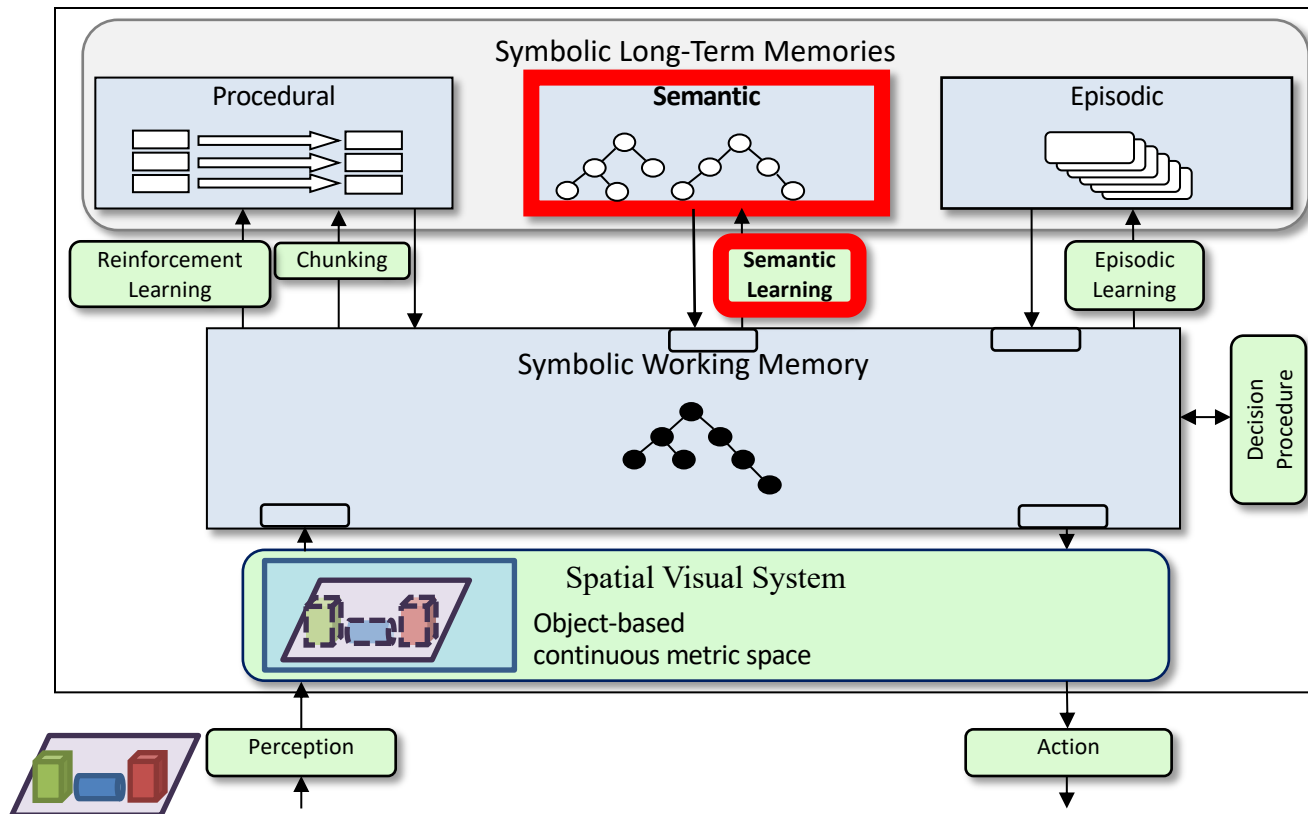 Symbolic Long-Term Memories
Procedural
Semantic
Episodic
Reinforcement
Learning
Chunking
Semantic
Learning
Episodic
Learning
Symbolic Working Memory
Decision
Procedure
Spatial Visual System
Object-based
continuous metric space
Perception
Action